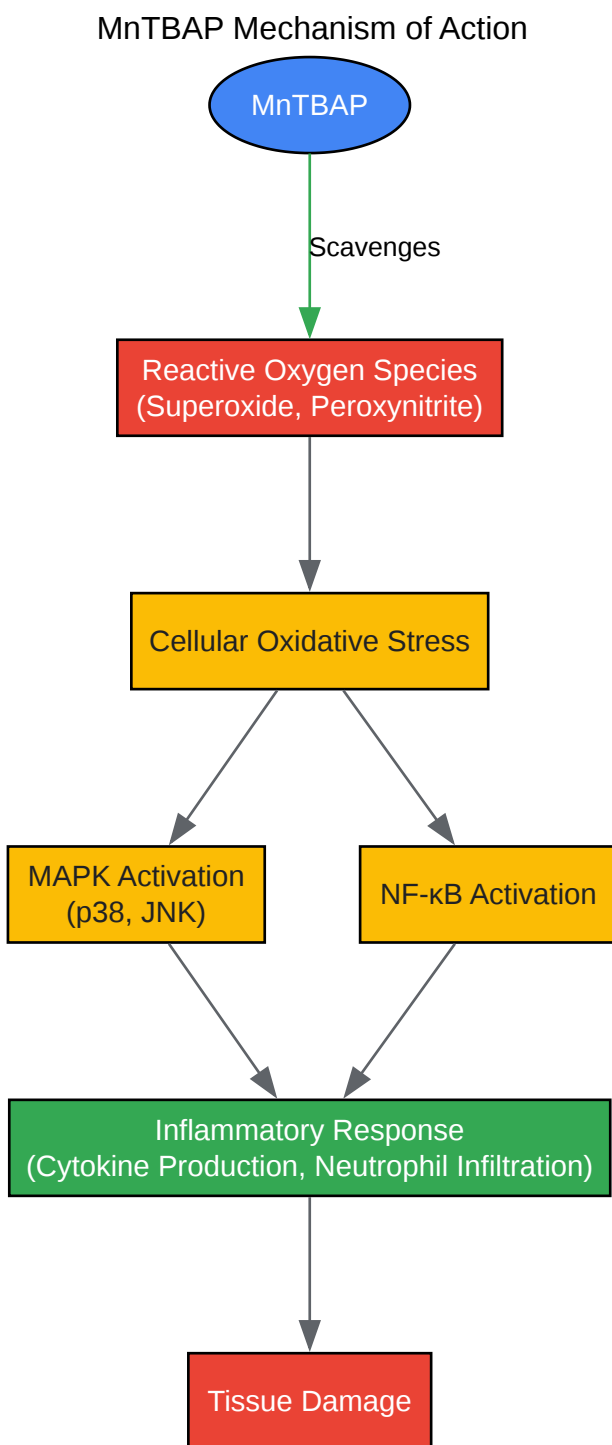 MnTBAP Mechanism of Action
MnTBAP
Scavenges
Reactive Oxygen Species
(Superoxide, Peroxynitrite)
Cellular Oxidative Stress
MAPK Activation
(p38, JNK)
NF-κB Activation
Inflammatory Response
(Cytokine Production, Neutrophil Infiltration)
Tissue Damage